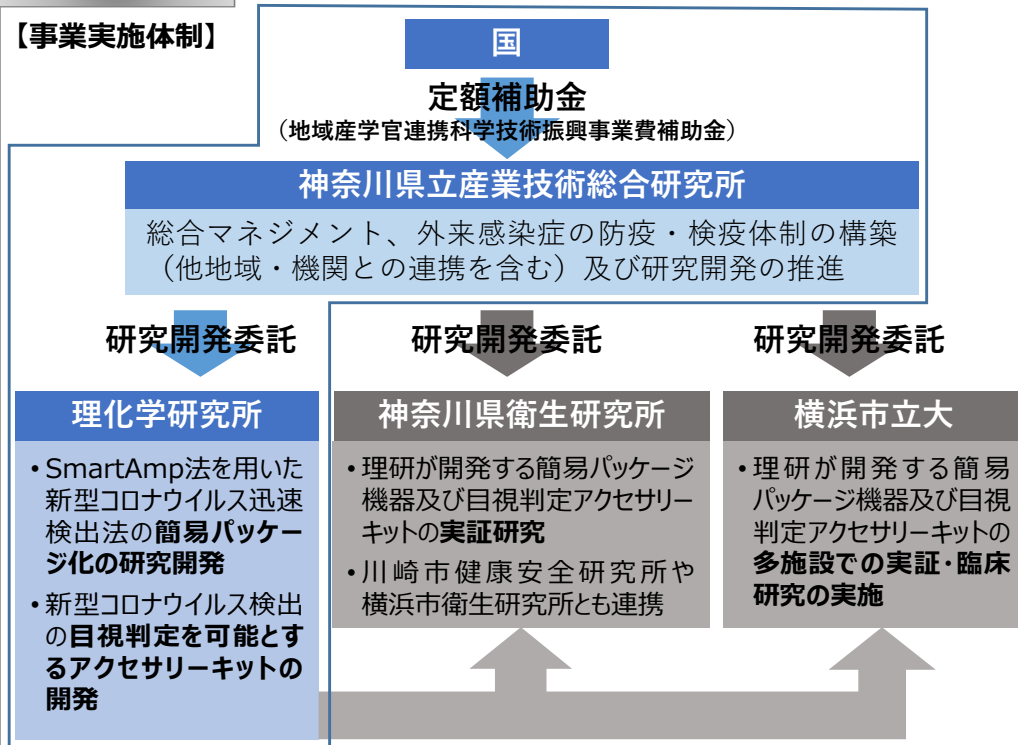 【事業実施体制】
国
定額補助金
（地域産学官連携科学技術振興事業費補助金）
神奈川県立産業技術総合研究所
総合マネジメント、外来感染症の防疫・検疫体制の構築
（他地域・機関との連携を含む）及び研究開発の推進
研究開発委託
研究開発委託
研究開発委託
理化学研究所
• SmartAmp法を用いた
新型コロナウイルス迅速
検出法の簡易パッケー
ジ化の研究開発
• 新型コロナウイルス検出
の目視判定を可能とす
るアクセサリーキットの
開発
神奈川県衛生研究所
• 理研が開発する簡易パッケージ
機器及び目視判定アクセサリー
キットの実証研究
• 川崎市健康安全研究所や
横浜市衛生研究所とも連携
横浜市立大
• 理研が開発する簡易
パッケージ機器及び目視
判定アクセサリーキットの
多施設での実証・臨床
研究の実施